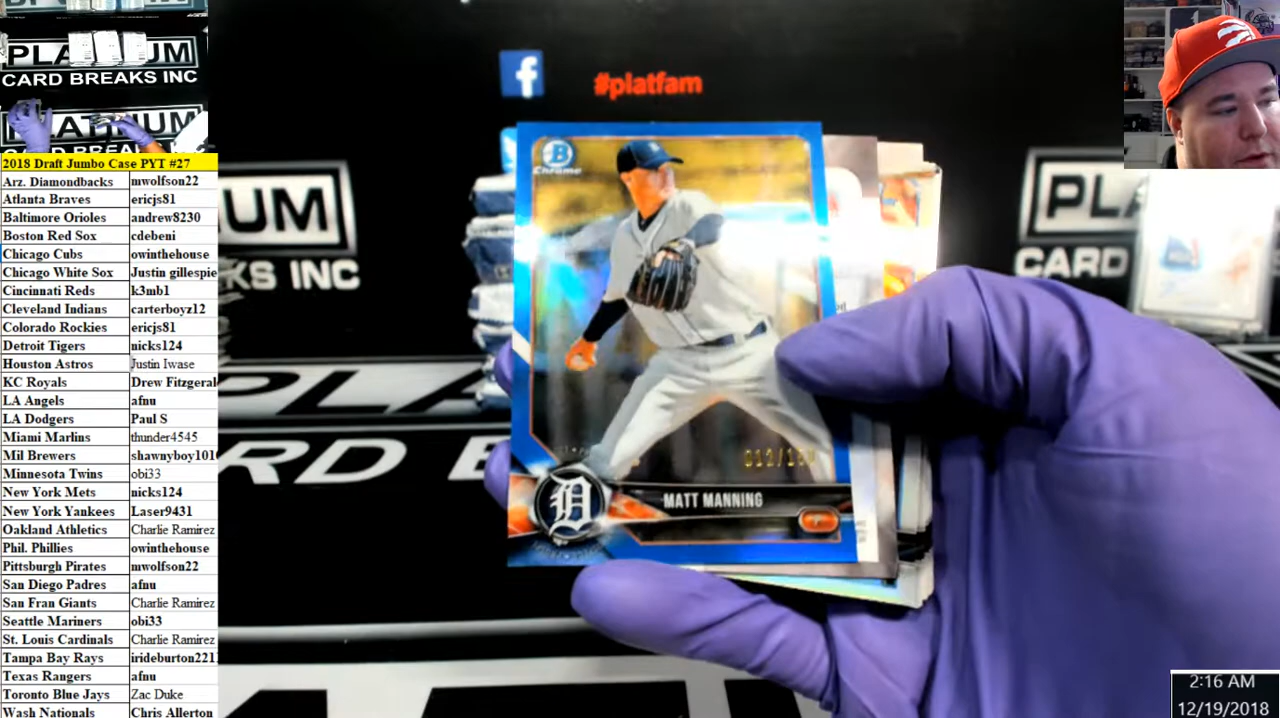 PLATINUM
CARD BREAKS INC
PLATINUM
2018 Draft Jumbo Case PYT #27
Arz. Diamondbacks mwolfson22
Atlanta Braves ericjs81
Baltimore Orioles andrew8230
Boston Red Sox cdebeni
Chicago Cubs owinthehouse
Chicago White Sox Justin gillespie
Cincinnati Reds k3mb1
Cleveland Indians carterboyz12
Colorado Rockies ericjs81
Detroit Tigers nicks124
Houston Astros Justin Iwase
KC Royals Drew Fitzgeral
LA Angels afnu
LA Dodgers Paul S
Miami Marlins thunder4545
Mil Brewers shawnyboy101
Minnesota Twins obi33
New York Mets nicks124
New York Yankees Laser9431
Oakland Athletics Charlie Ramirez
Phil. Phillies owinthehouse
Pittsburgh Pirates mwolfson22
San Diego Padres afnu
San Fran Giants Charlie Ramirez
Seattle Mariners obi33
St. Louis Cardinals Charlie Ramirez
Tampa Bay Rays irideburton221
Texas Rangers afnu
Toronto Blue Jays Zac Duke
Wash Nationals Chris Allerton
f
#platfam
B
Chrome
D
MATT MANNING
P
UM
KS INC
PL
CARD
PLA
RD B
2:16 AM
12/19/2018